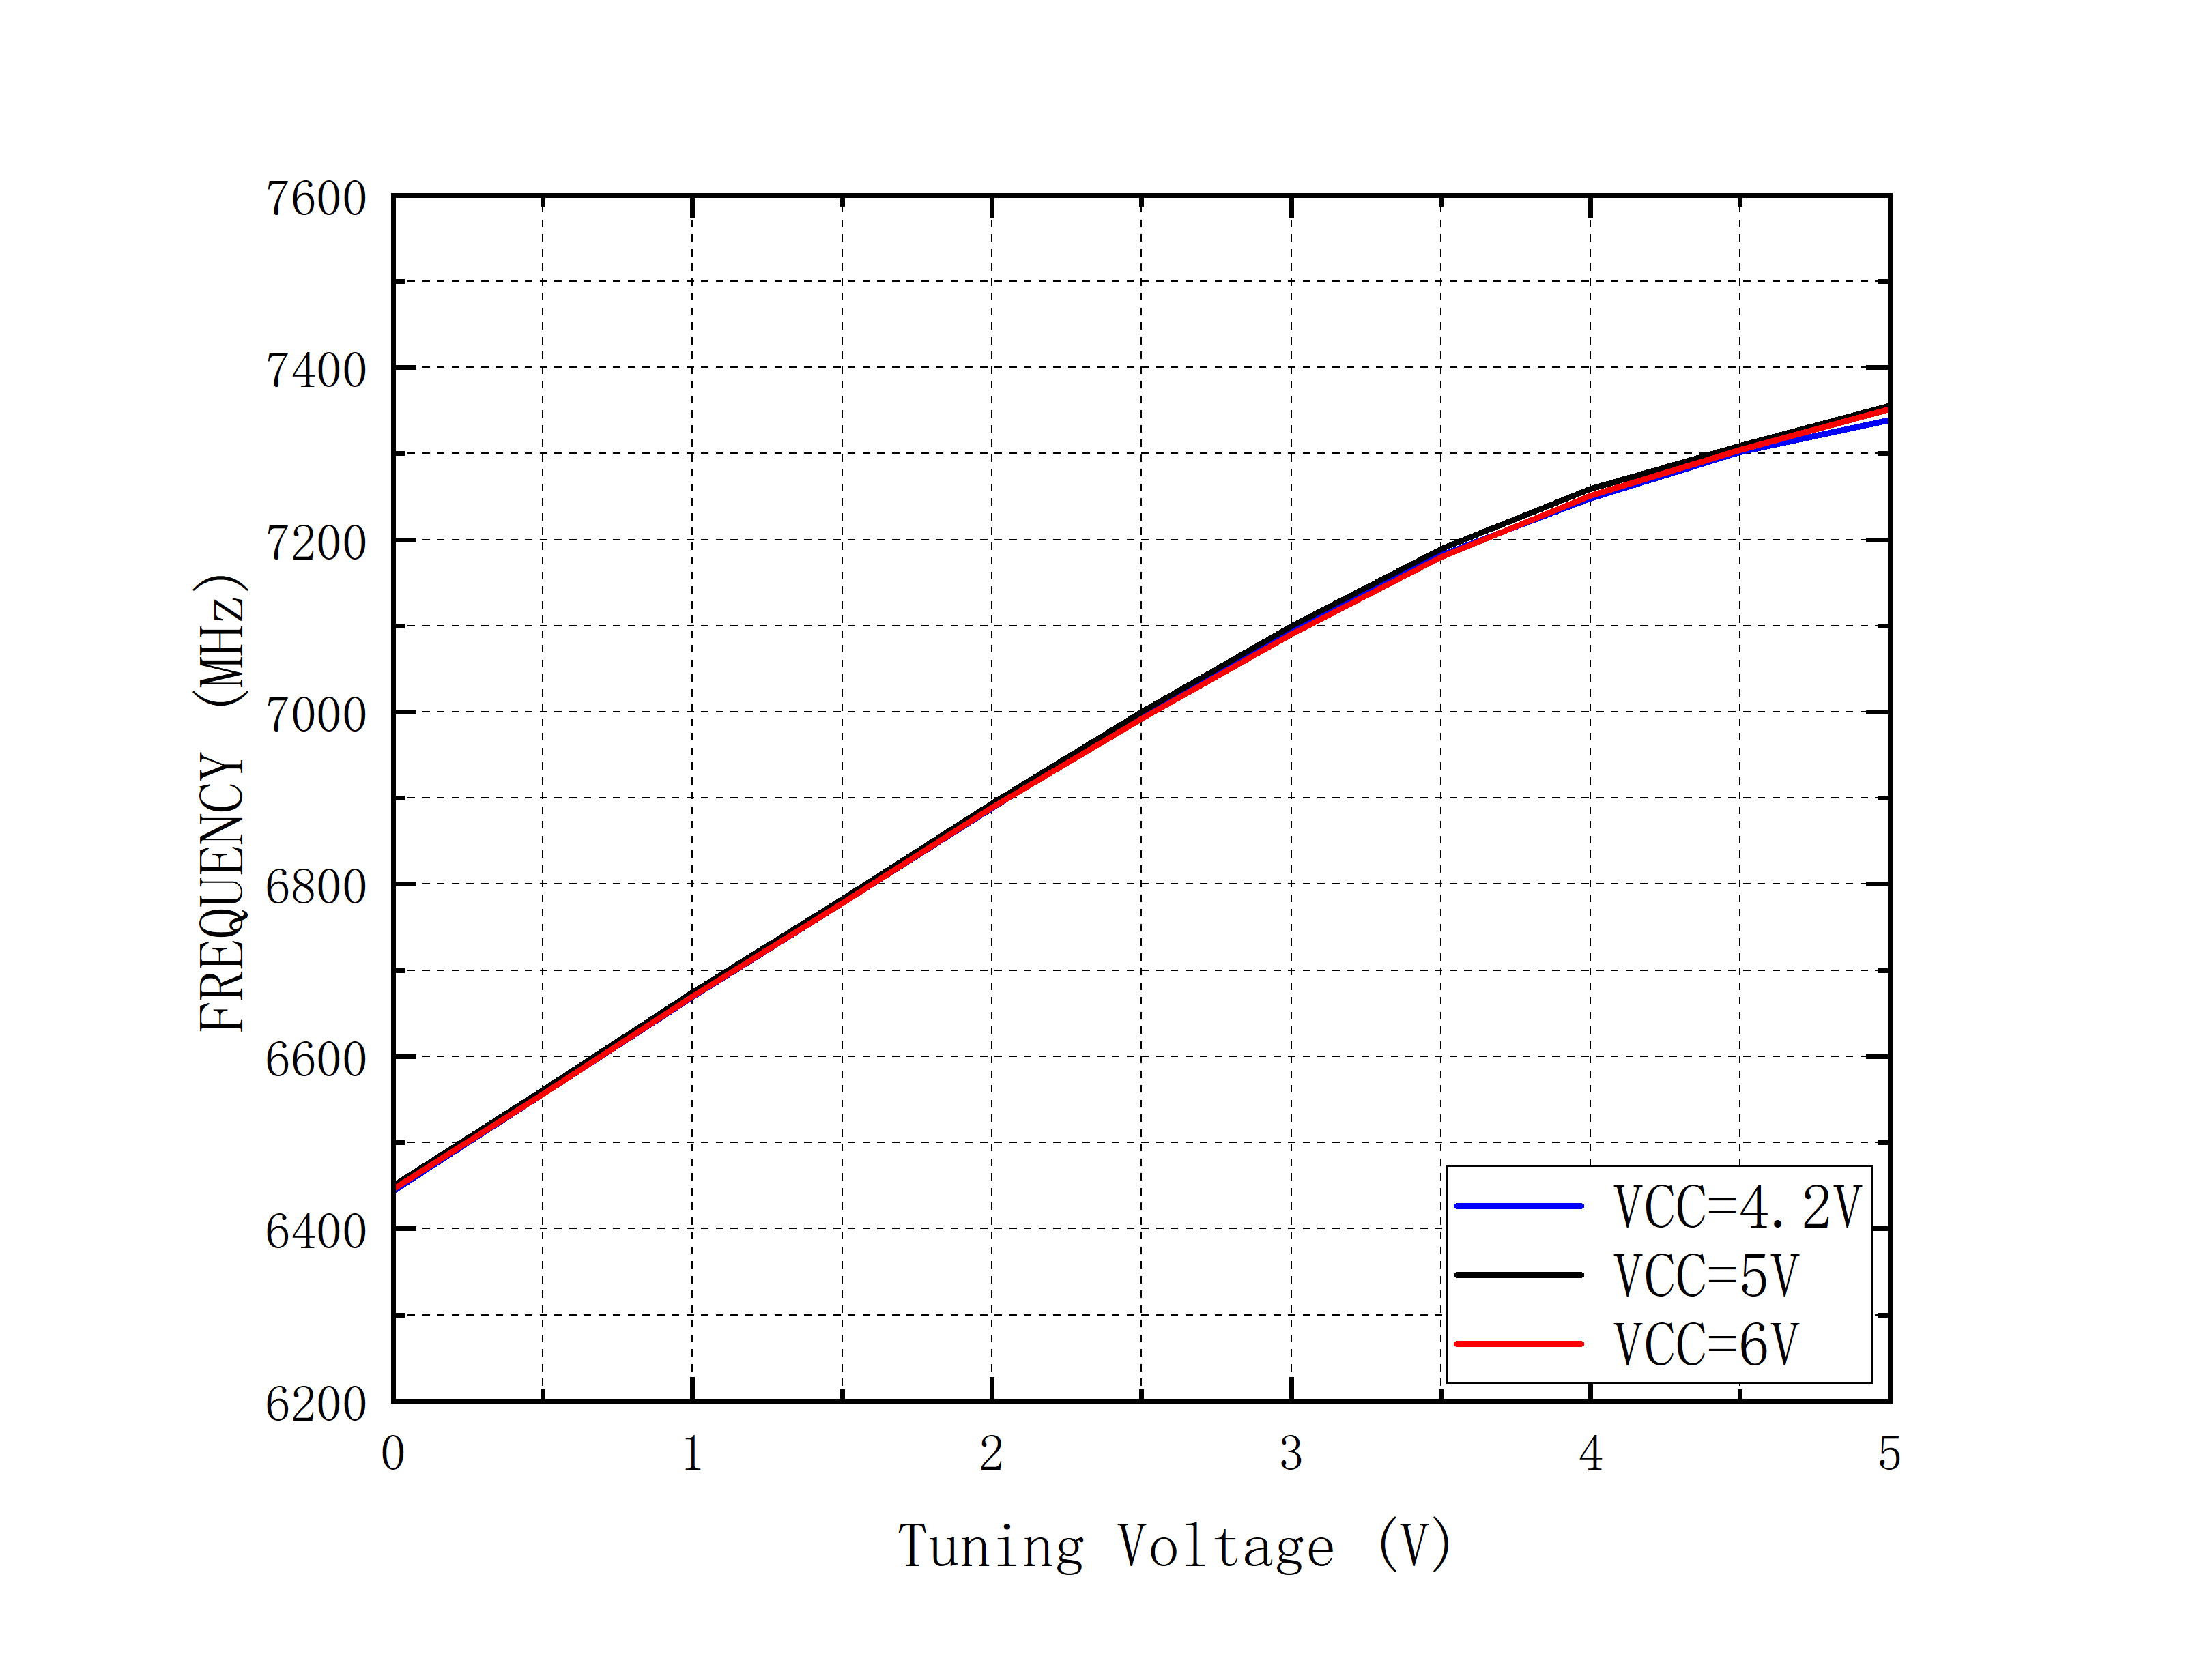 7600
7400
7200
7000
6800
6600
6400
6200
FREQUENCY (MHz)
0 1 2 3 4 5
Tuning Voltage (V)
VCC=4.2V
VCC=5V
VCC=6V